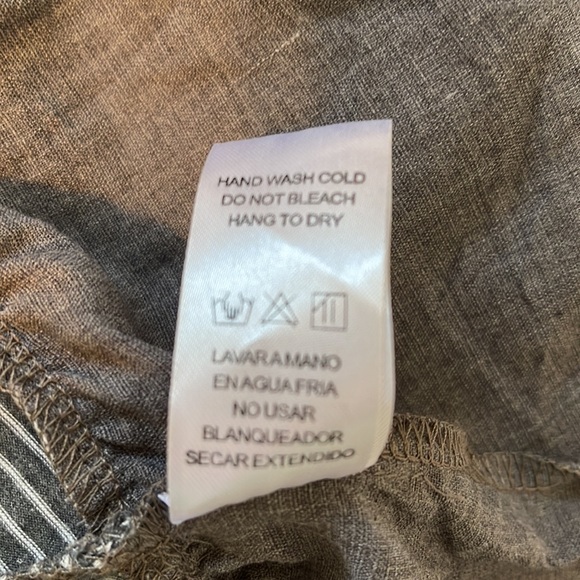 HAND WASH COLD
DO NOT BLEACH
HANG TO DRY
LAVAR A MANO
EN AGUA FRIA
NO USAR
BLANQUEADOR
SECAR EXTENDIDO